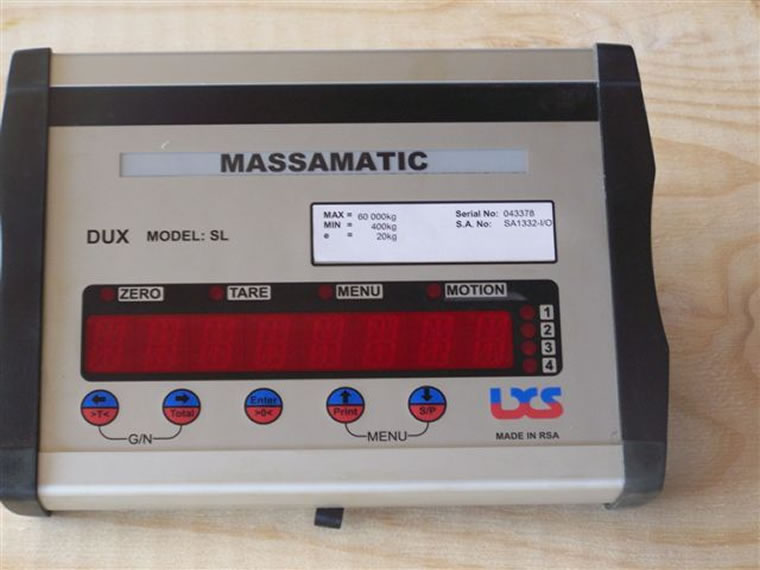 MASSAMATIC
MAX = 60 000kg Serial No: 043378
MIN = 400kg S.A. No: SA1332-I/O
e = 20kg
DUX MODEL: SL
ZERO TARE MENU MOTION
1
2
3
4
Enter
>T< Total >0< Print S/P
G/N MENU
LXS
MADE IN RSA